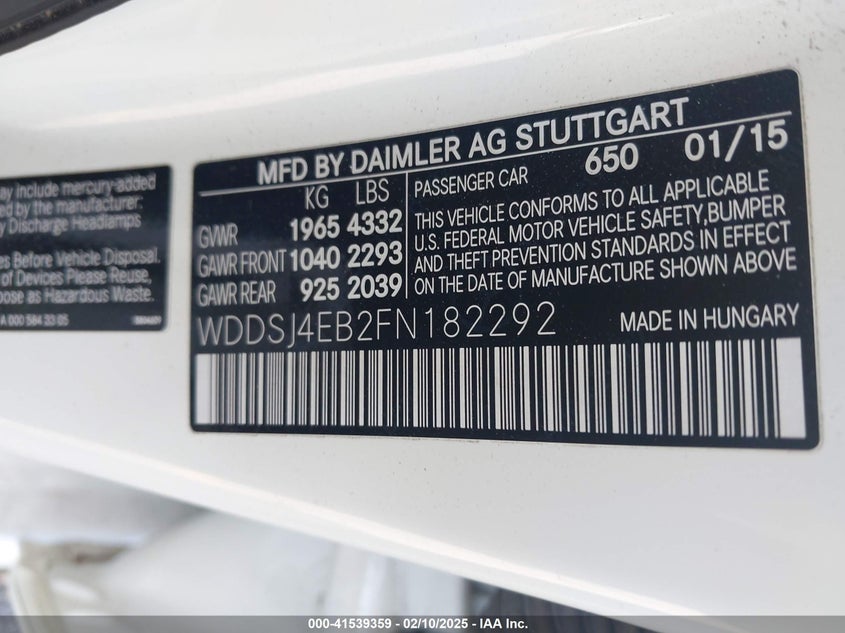 ay include mercury-added
ed by the manufacturer:
y Discharge Headlamps
es Before Vehicle Disposal.
of Devices Please Reuse,
pose as Hazardous Waste.
A 000 584 33 05
MFD BY DAIMLER AG STUTTGART
650 01/15
KG LBS
GVWR 1965 4332
GAWR FRONT 1040 2293
GAWR REAR 925 2039
PASSENGER CAR
THIS VEHICLE CONFORMS TO ALL APPLICABLE
U.S. FEDERAL MOTOR VEHICLE SAFETY,BUMPER
AND THEFT PREVENTION STANDARDS IN EFFECT
ON THE DATE OF MANUFACTURE SHOWN ABOVE
WDDSJ4EB2FN182292
MADE IN HUNGARY
000-41539359 - 02/10/2025 - IAA Inc.